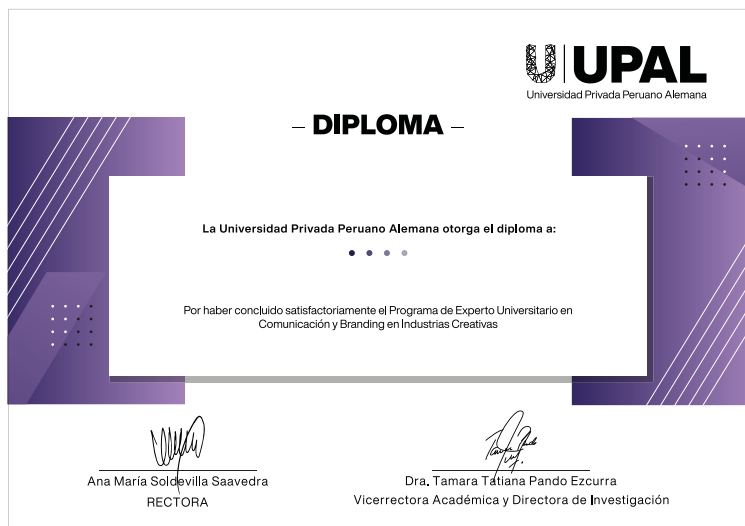 UPAL
Universidad Privada Peruano Alemana
– DIPLOMA –
La Universidad Privada Peruano Alemana otorga el diploma a:
Por haber concluido satisfactoriamente el Programa de Experto Universitario en
Comunicación y Branding en Industrias Creativas
Ana María Soldevilla Saavedra
RECTORA
Dra. Tamara Tatiana Pando Ezcurra
Vicerrectora Académica y Directora de Investigación